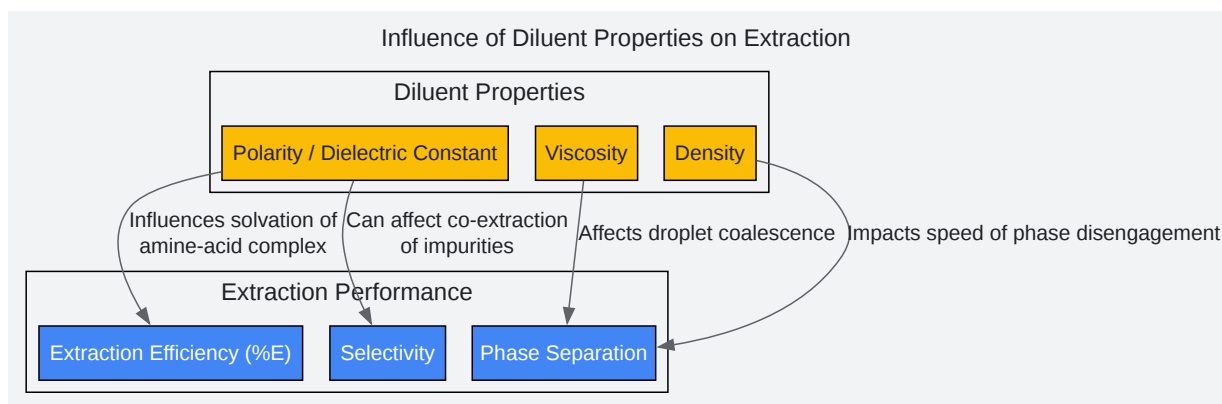 Influence of Diluent Properties on Extraction
Diluent Properties
Polarity / Dielectric Constant
Viscosity
Density
Influences solvation of
amine-acid complex
Can affect co-extraction
of impurities
Affects droplet coalescence
Impacts speed of phase disengagement
Extraction Performance
Extraction Efficiency (%E)
Selectivity
Phase Separation